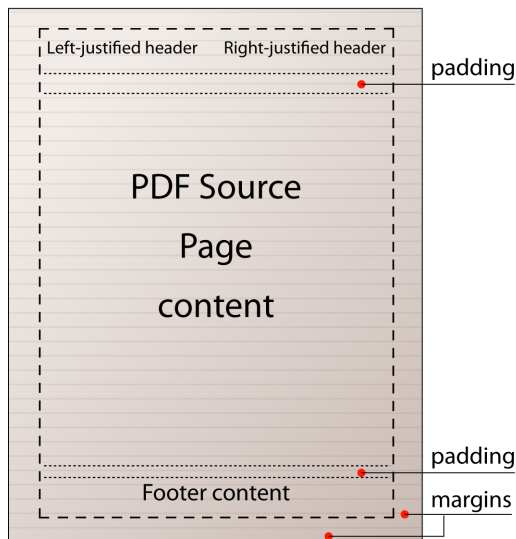 Left-justified header Right-justified header
padding
PDF Source
Page
content
padding
Footer content
margins